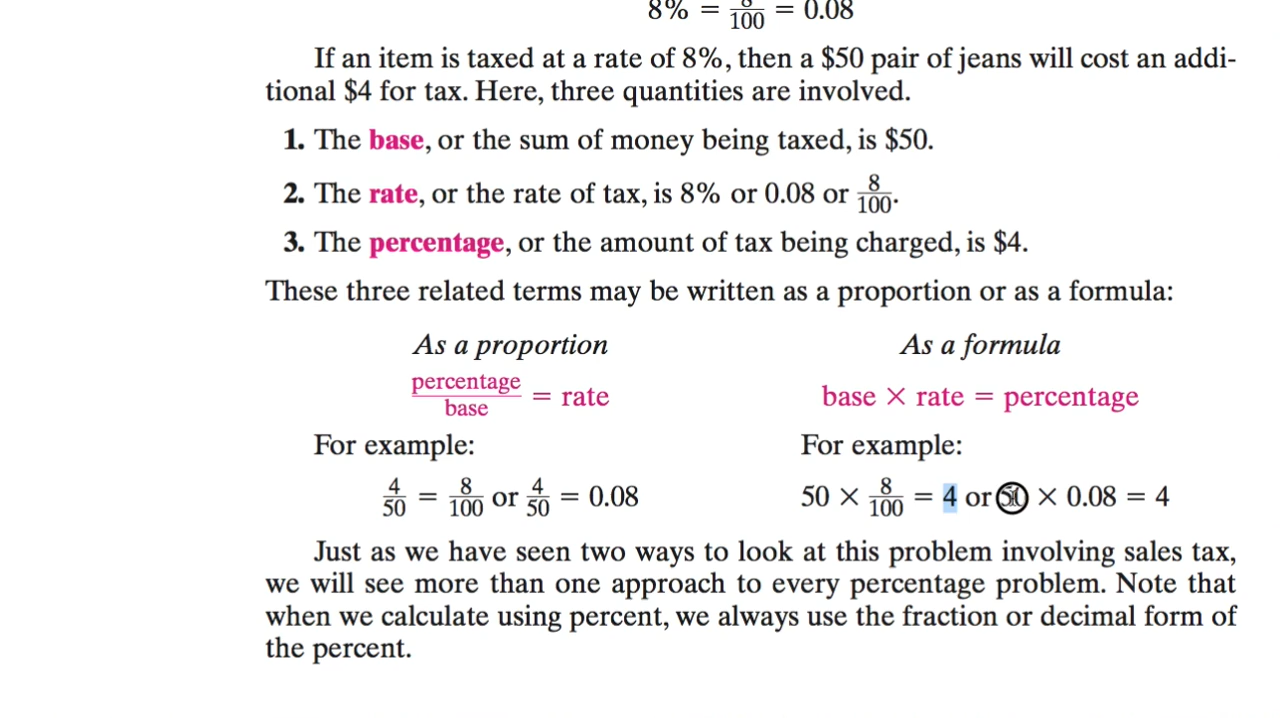 8% = 8/100 = 0.08
If an item is taxed at a rate of 8%, then a $50 pair of jeans will cost an addi-
tional $4 for tax. Here, three quantities are involved.
1. The base, or the sum of money being taxed, is $50.
2. The rate, or the rate of tax, is 8% or 0.08 or 8/100.
3. The percentage, or the amount of tax being charged, is $4.
These three related terms may be written as a proportion or as a formula:
As a proportion As a formula
percentage/base = rate base × rate = percentage
For example: For example:
4/50 = 8/100 or 4/50 = 0.08 50 × 8/100 = 4 or 50 × 0.08 = 4
Just as we have seen two ways to look at this problem involving sales tax,
we will see more than one approach to every percentage problem. Note that
when we calculate using percent, we always use the fraction or decimal form of
the percent.